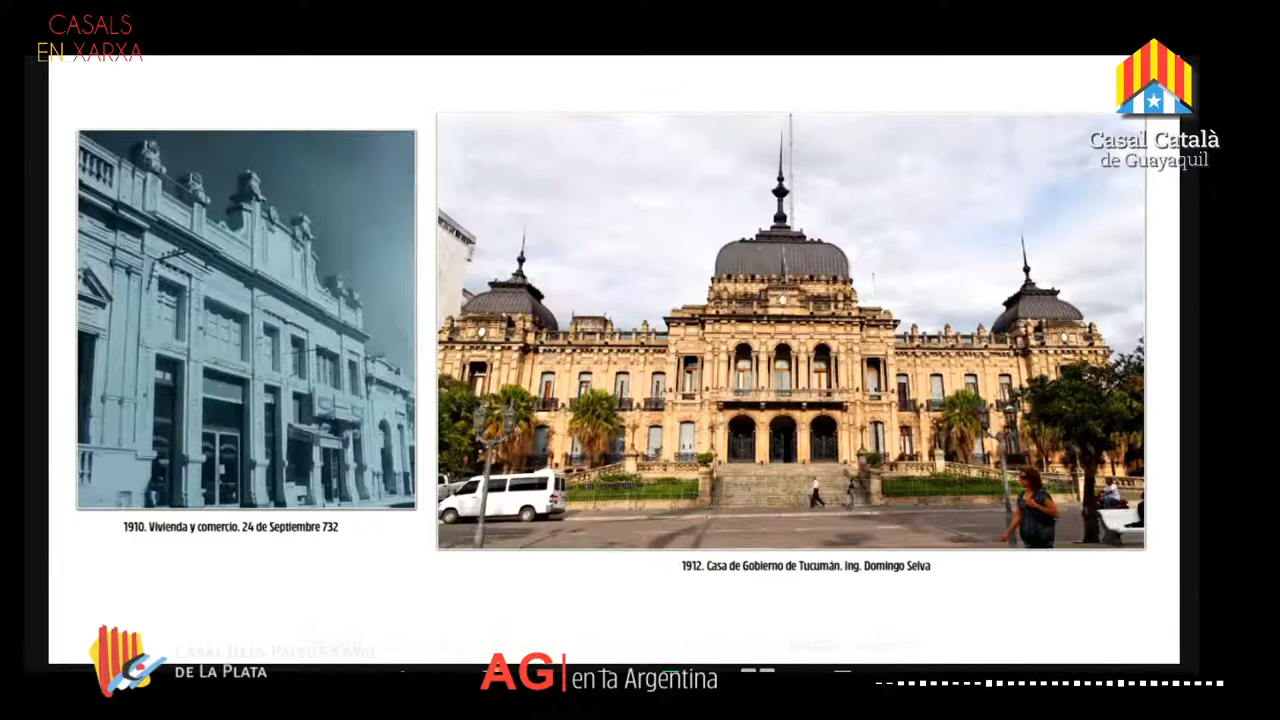 CASALS
EN XARXA
Casal Català
de Guayaquil
1910. Vivienda y comercio. 24 de Septiembre 732
1912. Casa de Gobierno de Tucumán. Ing. Domingo Selva
DE LA PLATA
AG en la Argentina